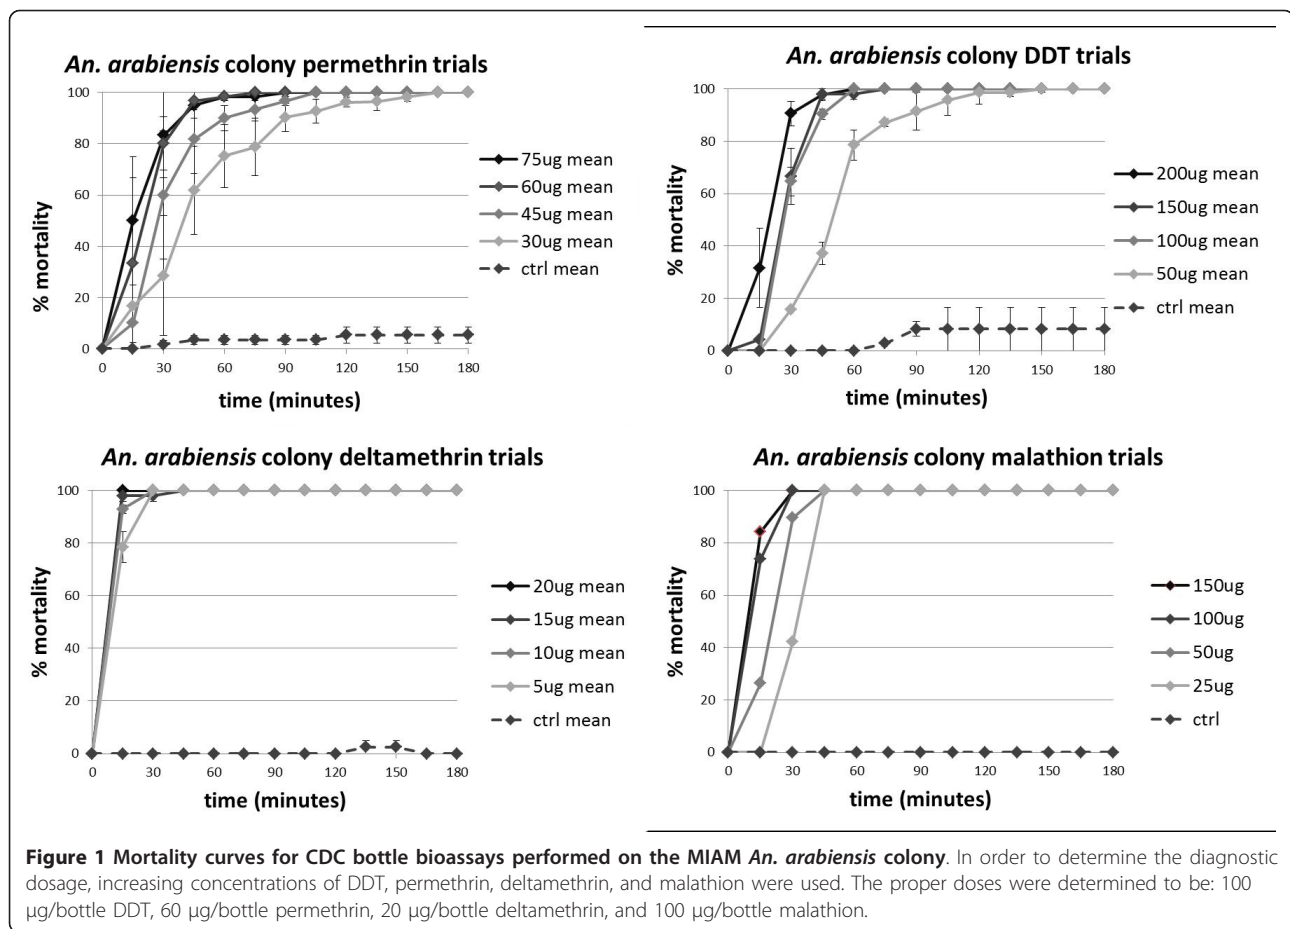 An. arabiensis colony permethrin trials
100
80
60
40
20
0
% mortality
0 30 60 90 120 150 180
time (minutes)
75ug mean
60ug mean
45ug mean
30ug mean
ctrl mean
An. arabiensis colony DDT trials
100
80
60
40
20
0
% mortality
0 30 60 90 120 150 180
time (minutes)
200ug mean
150ug mean
100ug mean
50ug mean
ctrl mean
An. arabiensis colony deltamethrin trials
100
80
60
40
20
0
% mortality
0 30 60 90 120 150 180
time (minutes)
20ug mean
15ug mean
10ug mean
5ug mean
ctrl mean
An. arabiensis colony malathion trials
100
80
60
40
20
0
% mortality
0 30 60 90 120 150 180
time (minutes)
150ug
100ug
50ug
25ug
ctrl
Figure 1 Mortality curves for CDC bottle bioassays performed on the MIAM An. arabiensis colony. In order to determine the diagnostic
dosage, increasing concentrations of DDT, permethrin, deltamethrin, and malathion were used. The proper doses were determined to be: 100
μg/bottle DDT, 60 μg/bottle permethrin, 20 μg/bottle deltamethrin, and 100 μg/bottle malathion.